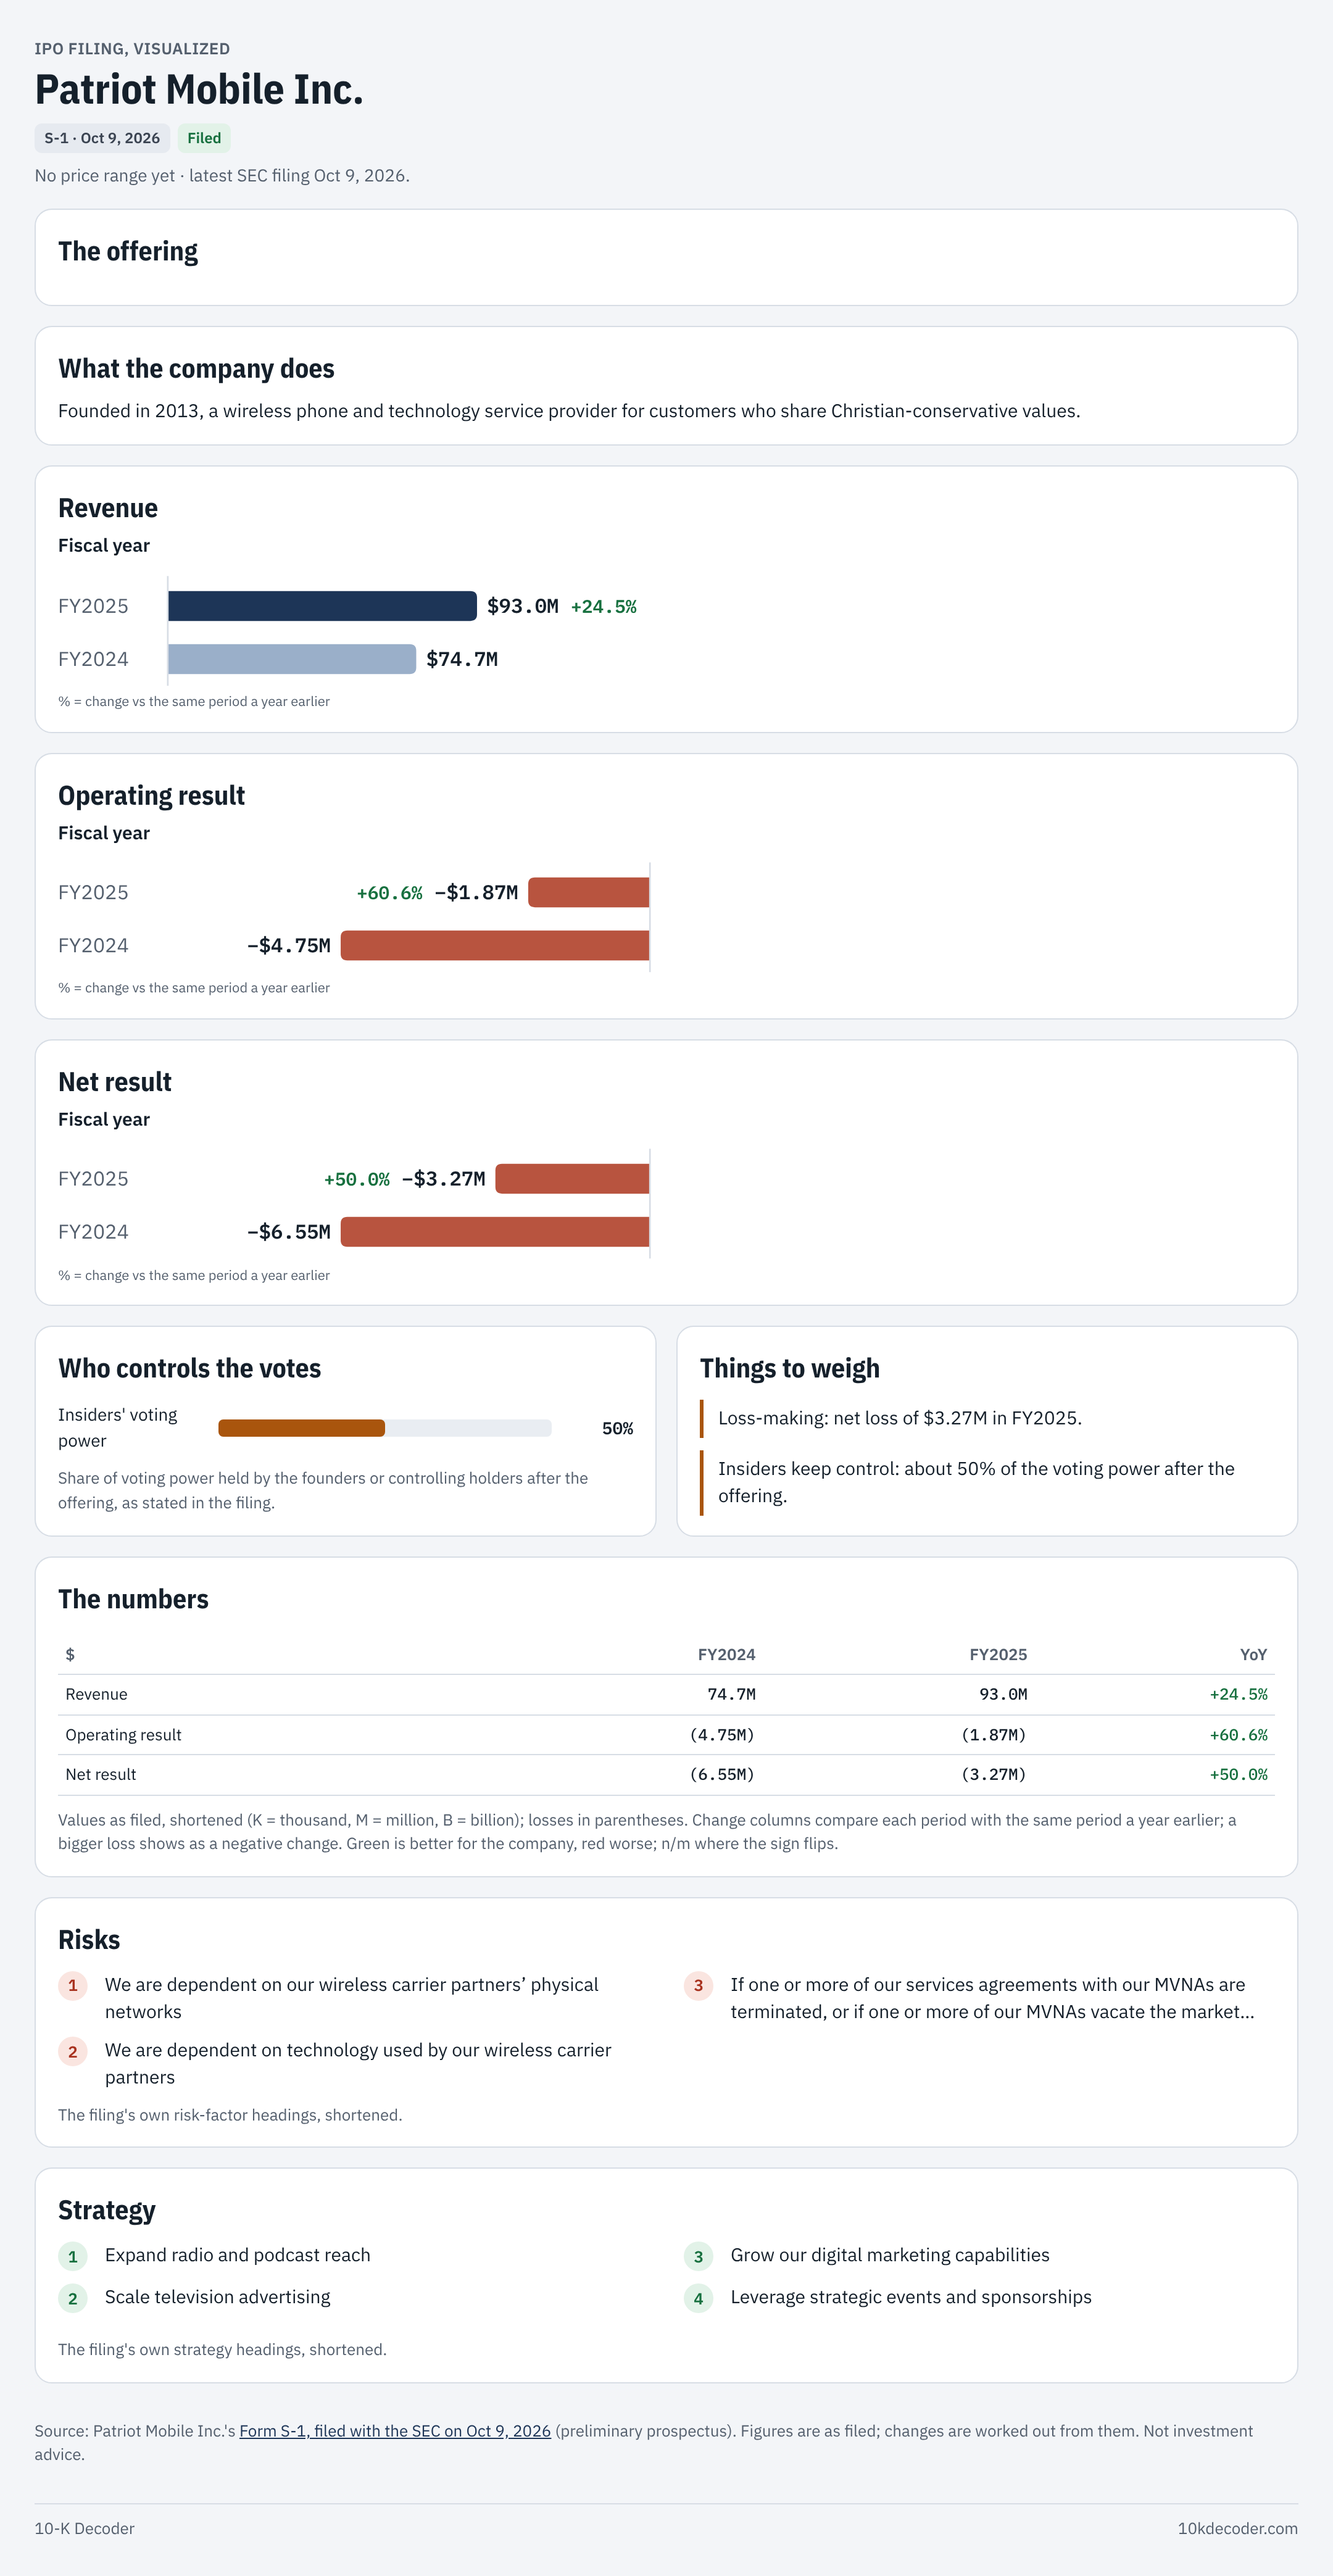 IPO FILING, VISUALIZED
Patriot Mobile Inc.
S-1 · Oct 9, 2026 Filed
No price range yet · latest SEC filing Oct 9, 2026.
The offering
What the company does
Founded in 2013, a wireless phone and technology service provider for customers who share Christian-conservative values.
Revenue
Fiscal year
FY2025 $93.0M +24.5%
FY2024 $74.7M
% = change vs the same period a year earlier
Operating result
Fiscal year
FY2025 +60.6% −$1.87M
FY2024 −$4.75M
% = change vs the same period a year earlier
Net result
Fiscal year
FY2025 +50.0% −$3.27M
FY2024 −$6.55M
% = change vs the same period a year earlier
Who controls the votes
Insiders' voting
power
50%
Share of voting power held by the founders or controlling holders after the
offering, as stated in the filing.
Things to weigh
Loss-making: net loss of $3.27M in FY2025.
Insiders keep control: about 50% of the voting power after the
offering.
The numbers
$ FY2024 FY2025 YoY
Revenue 74.7M 93.0M +24.5%
Operating result (4.75M) (1.87M) +60.6%
Net result (6.55M) (3.27M) +50.0%
Values as filed, shortened (K = thousand, M = million, B = billion); losses in parentheses. Change columns compare each period with the same period a year earlier; a
bigger loss shows as a negative change. Green is better for the company, red worse; n/m where the sign flips.
Risks
1 We are dependent on our wireless carrier partners’ physical
networks
2 We are dependent on technology used by our wireless carrier
partners
3 If one or more of our services agreements with our MVNAs are
terminated, or if one or more of our MVNAs vacate the market…
The filing's own risk-factor headings, shortened.
Strategy
1 Expand radio and podcast reach
2 Scale television advertising
3 Grow our digital marketing capabilities
4 Leverage strategic events and sponsorships
The filing's own strategy headings, shortened.
Source: Patriot Mobile Inc.'s Form S-1, filed with the SEC on Oct 9, 2026 (preliminary prospectus). Figures are as filed; changes are worked out from them. Not investment
advice.
10-K Decoder 10kdecoder.com